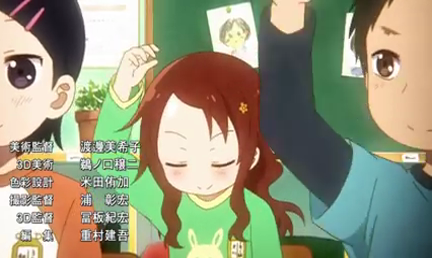 美術監督 渡邊美希子
3D美術 鵜ノ口穣二
色彩設計 米田侑加
撮影監督 浦 彰宏
3D監督 冨板紀宏
編集 重村建吾